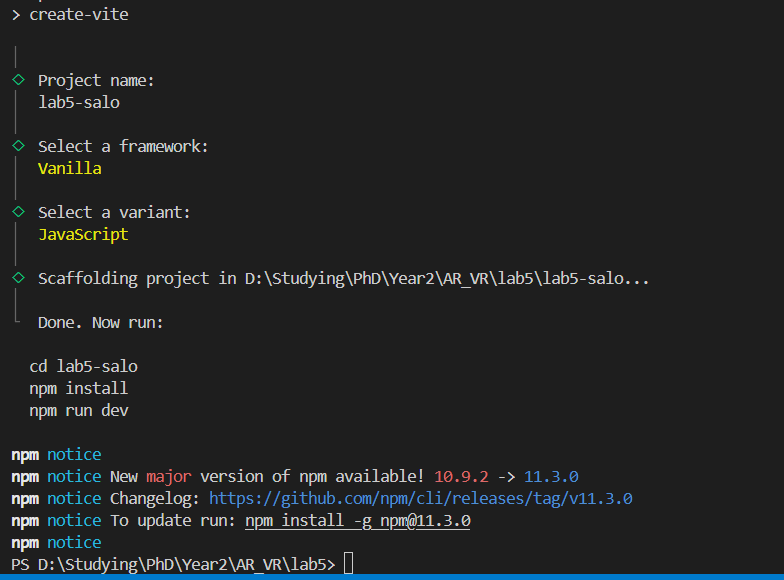 > create-vite
Project name:
lab5-salo
Select a framework:
Vanilla
Select a variant:
JavaScript
Scaffolding project in D:\Studying\PhD\Year2\AR_VR\lab5\lab5-salo...
Done. Now run:
cd lab5-salo
npm install
npm run dev
npm notice
npm notice New major version of npm available! 10.9.2 -> 11.3.0
npm notice Changelog: https://github.com/npm/cli/releases/tag/v11.3.0
npm notice To update run: npm install -g npm@11.3.0
npm notice
PS D:\Studying\PhD\Year2\AR_VR\lab5>